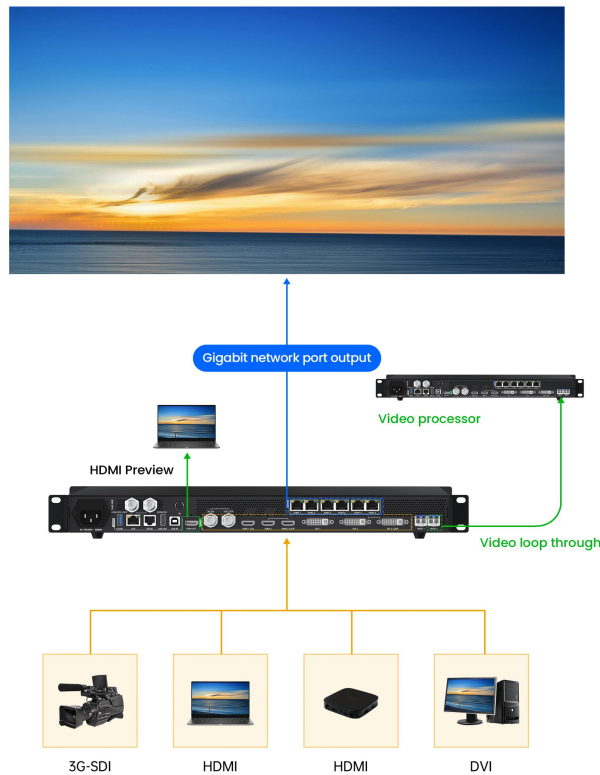 Gigabit network port output
Video processor
HDMI Preview
Video loop through
3G-SDI
HDMI
HDMI
DVI